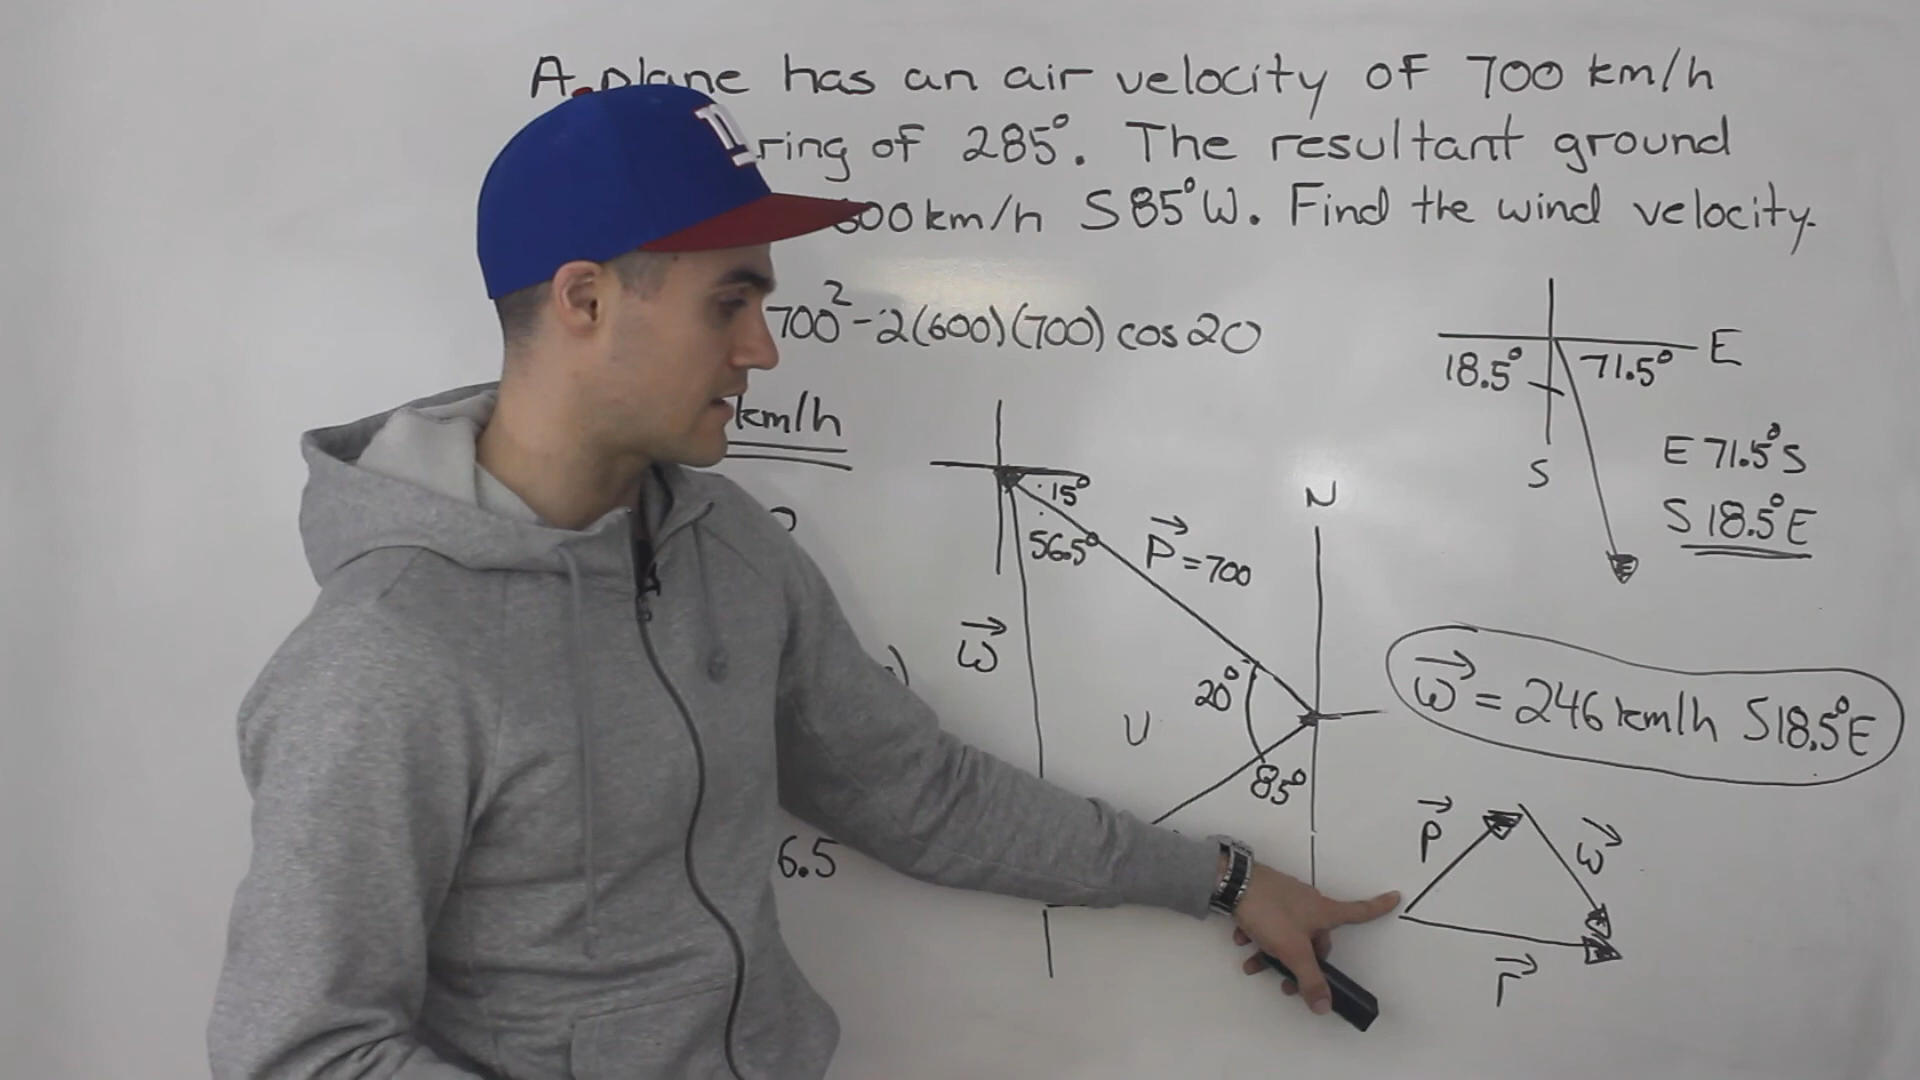 A plane has an air velocity of 700 km/h
ring of 285°. The resultant ground
600 km/h S85°W. Find the wind velocity.
700² - 2(600)(700) cos 20
km/h
18.5° 71.5° E
S
E 71.5° S
S 18.5° E
15°
56.5°
P = 700
N
w
20°
U
85°
w = 246 km/h S18.5°E
6.5
P
w
r
ny